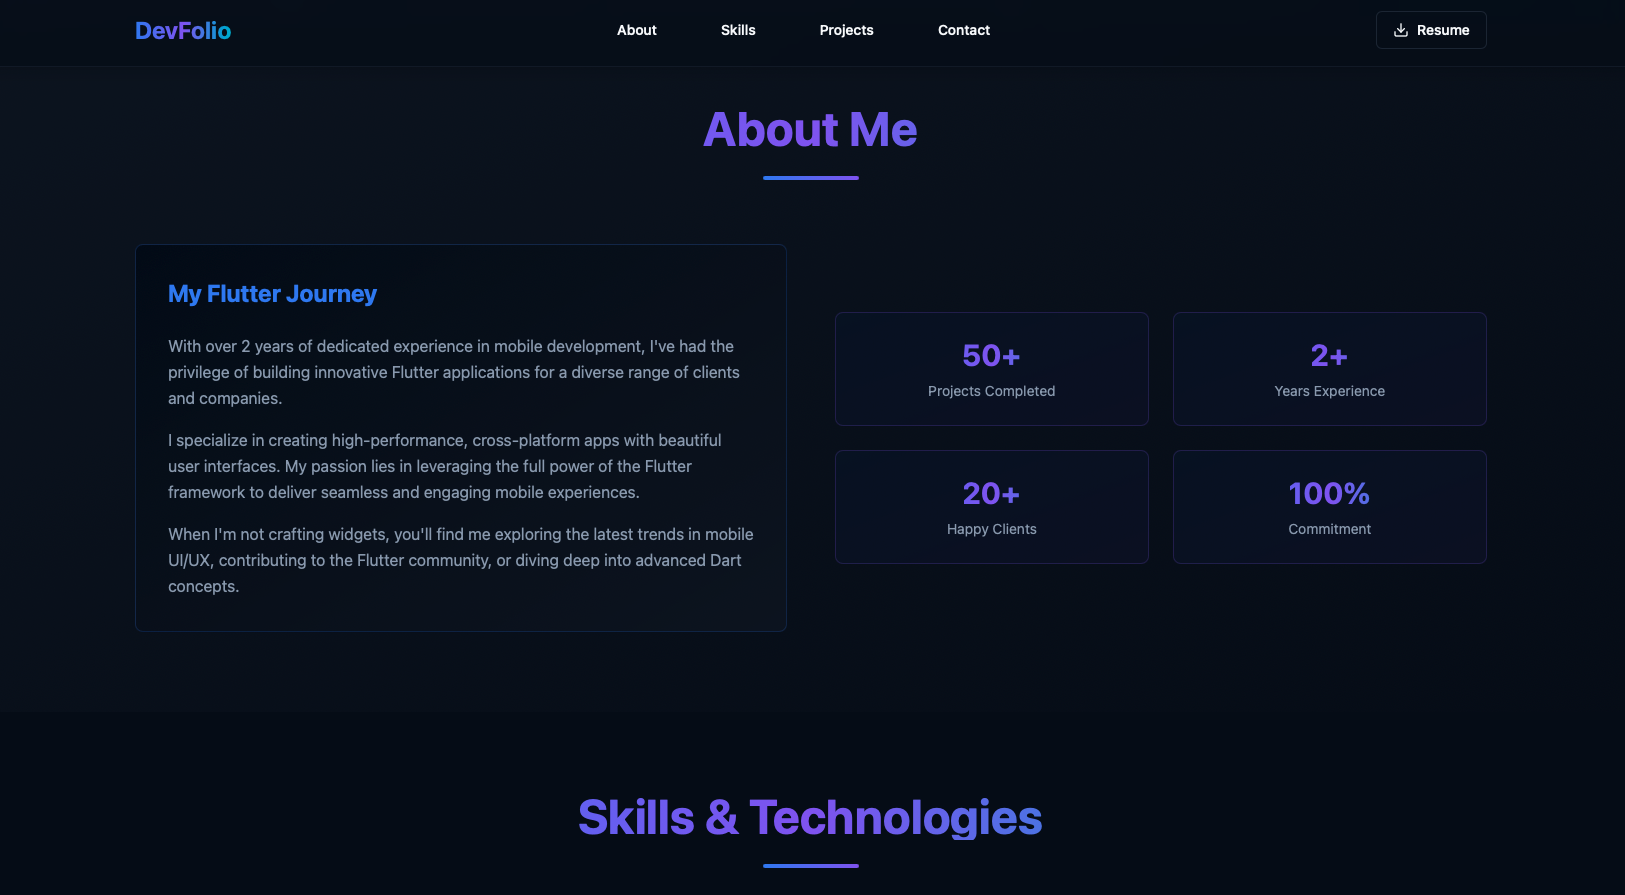 DevFolio
About
Skills
Projects
Contact
Resume
About Me
My Flutter Journey
With over 2 years of dedicated experience in mobile development, I've had the
privilege of building innovative Flutter applications for a diverse range of clients
and companies.
I specialize in creating high-performance, cross-platform apps with beautiful
user interfaces. My passion lies in leveraging the full power of the Flutter
framework to deliver seamless and engaging mobile experiences.
When I'm not crafting widgets, you'll find me exploring the latest trends in mobile
UI/UX, contributing to the Flutter community, or diving deep into advanced Dart
concepts.
50+
Projects Completed
2+
Years Experience
20+
Happy Clients
100%
Commitment
Skills & Technologies